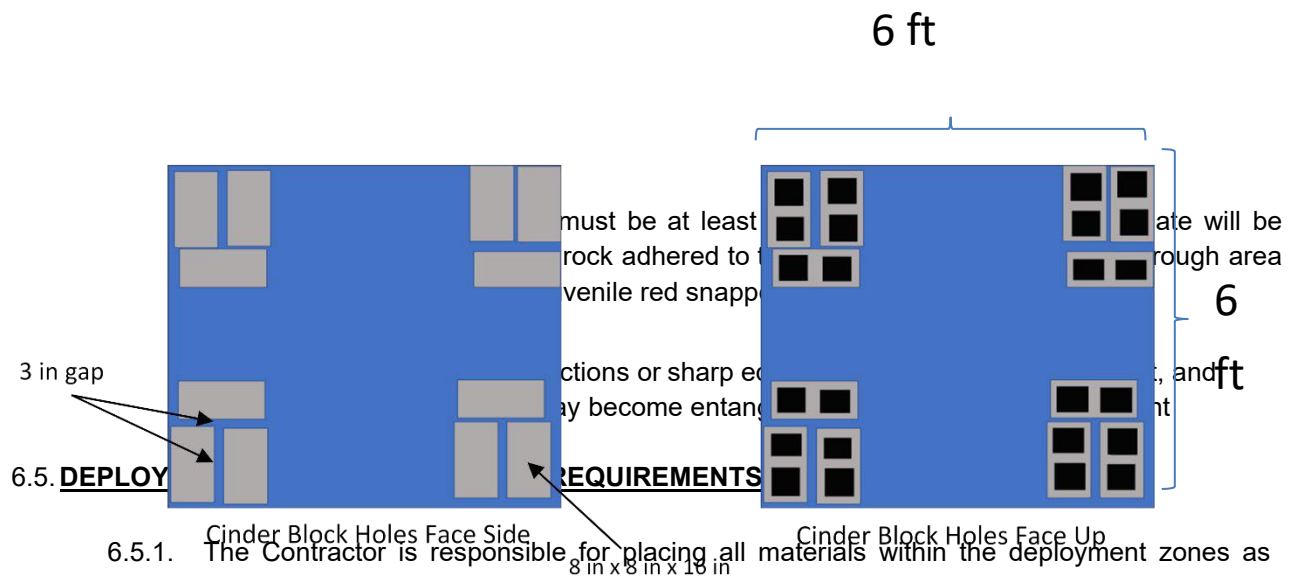 6 ft
must be at least ate will be
rock adhered to t rough area
venile red snapp
6
3 in gap
ctions or sharp e t, and ft
ay become entang nt
6.5. DEPLOY REQUIREMENTS
Cinder Block Holes Face Side Cinder Block Holes Face Up
6.5.1. The Contractor is responsible for placing all materials within the deployment zones as
8 in x 8 in x 16 in